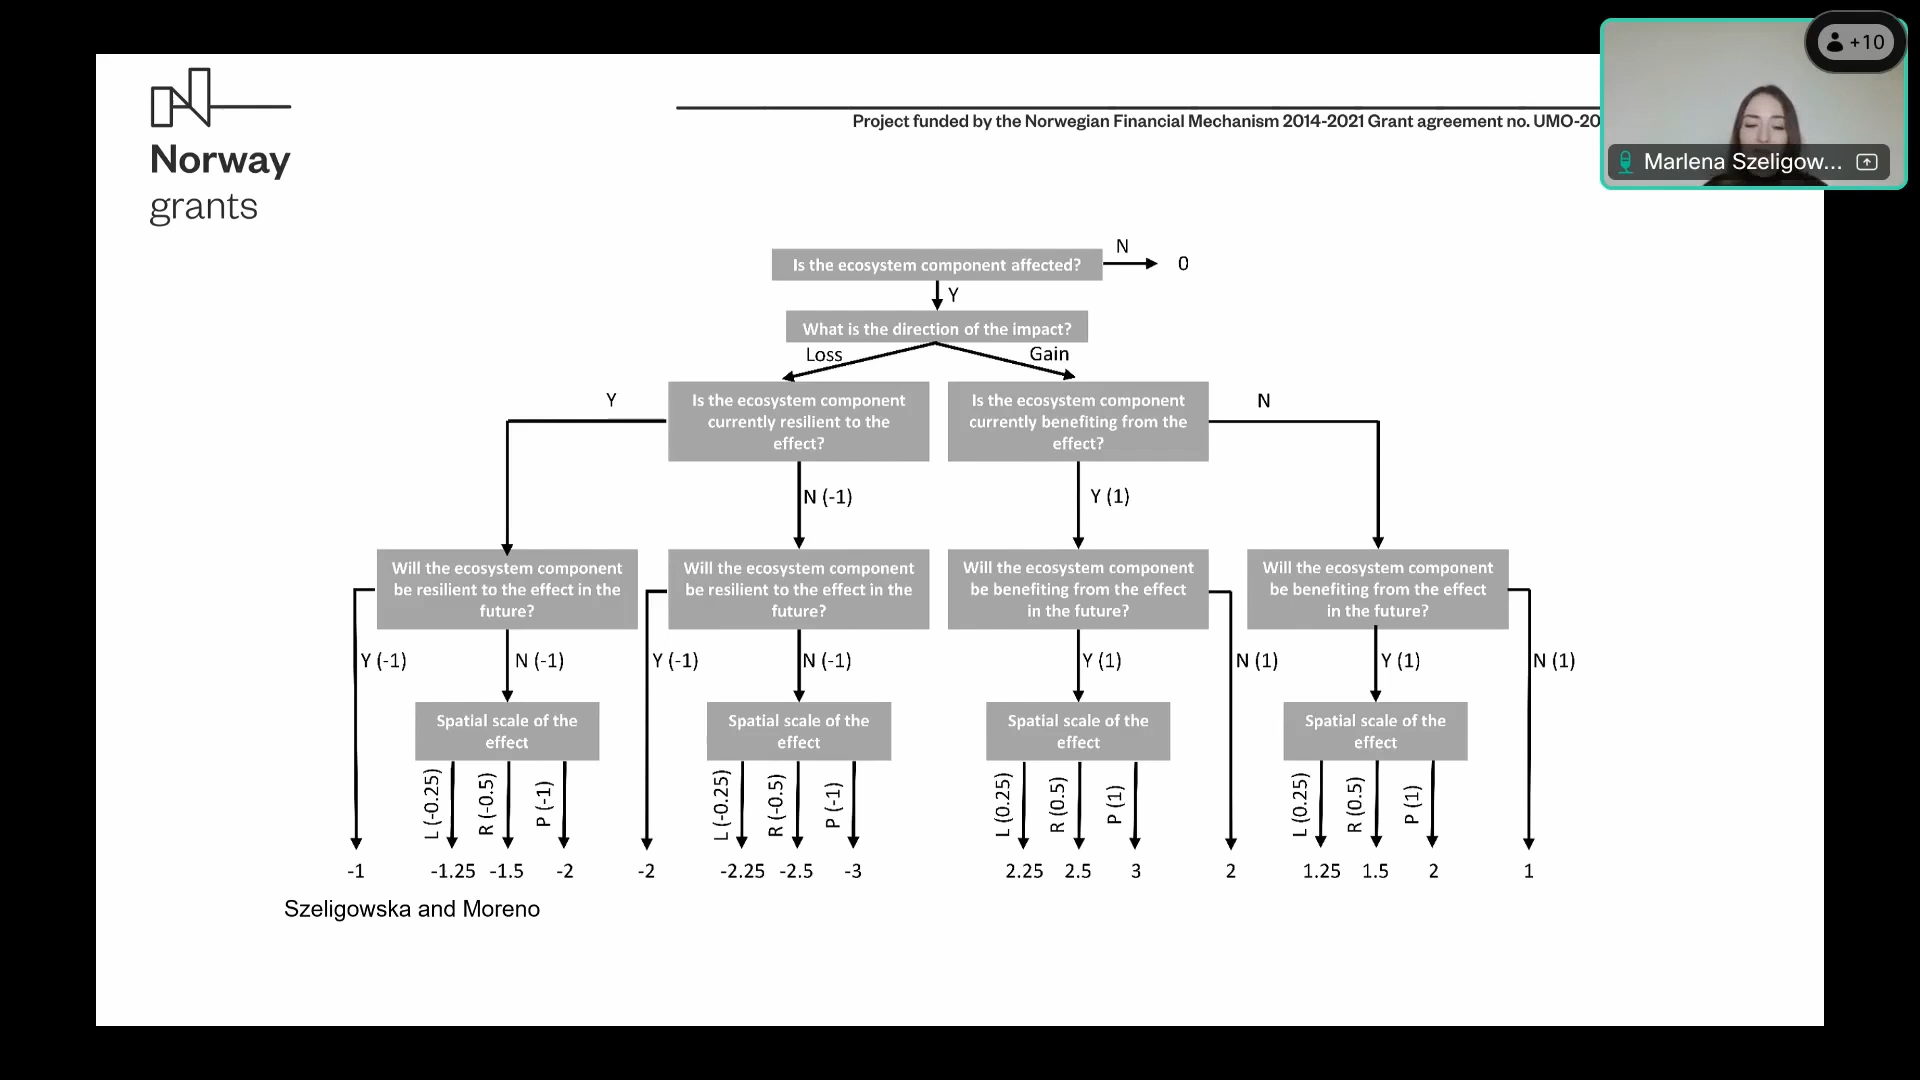 +10
Marlena Szeligow...
Norway
grants
Project funded by the Norwegian Financial Mechanism 2014-2021 Grant agreement no. UMO-20
Is the ecosystem component affected?
N
0
Y
What is the direction of the impact?
Loss
Gain
Y
Is the ecosystem component
currently resilient to the
effect?
Is the ecosystem component
currently benefiting from the
effect?
N
N (-1)
Y (1)
Will the ecosystem component
be resilient to the effect in the
future?
Will the ecosystem component
be resilient to the effect in the
future?
Will the ecosystem component
be benefiting from the effect
in the future?
Will the ecosystem component
be benefiting from the effect
in the future?
Y (-1)
N (-1)
Y (-1)
N (-1)
Y (1)
N (1)
Y (1)
N (1)
Spatial scale of the
effect
Spatial scale of the
effect
Spatial scale of the
effect
Spatial scale of the
effect
L (-0.25)
R (-0.5)
P (-1)
L (-0.25)
R (-0.5)
P (-1)
L (0.25)
R (0.5)
P (1)
L (0.25)
R (0.5)
P (1)
-1
-1.25
-1.5
-2
-2
-2.25
-2.5
-3
2.25
2.5
3
2
1.25
1.5
2
1
Szeligowska and Moreno